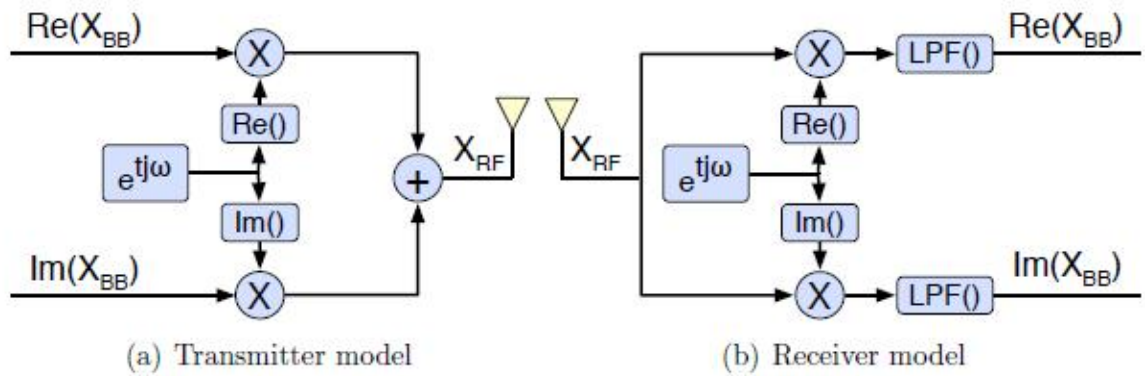 Re(X_BB)
X
Re()
e^tjω
Im()
X
Im(X_BB)
+
X_RF
(a) Transmitter model
X_RF
Re(X_BB)
X
LPF()
Re()
e^tjω
Im()
X
LPF()
Im(X_BB)
(b) Receiver model